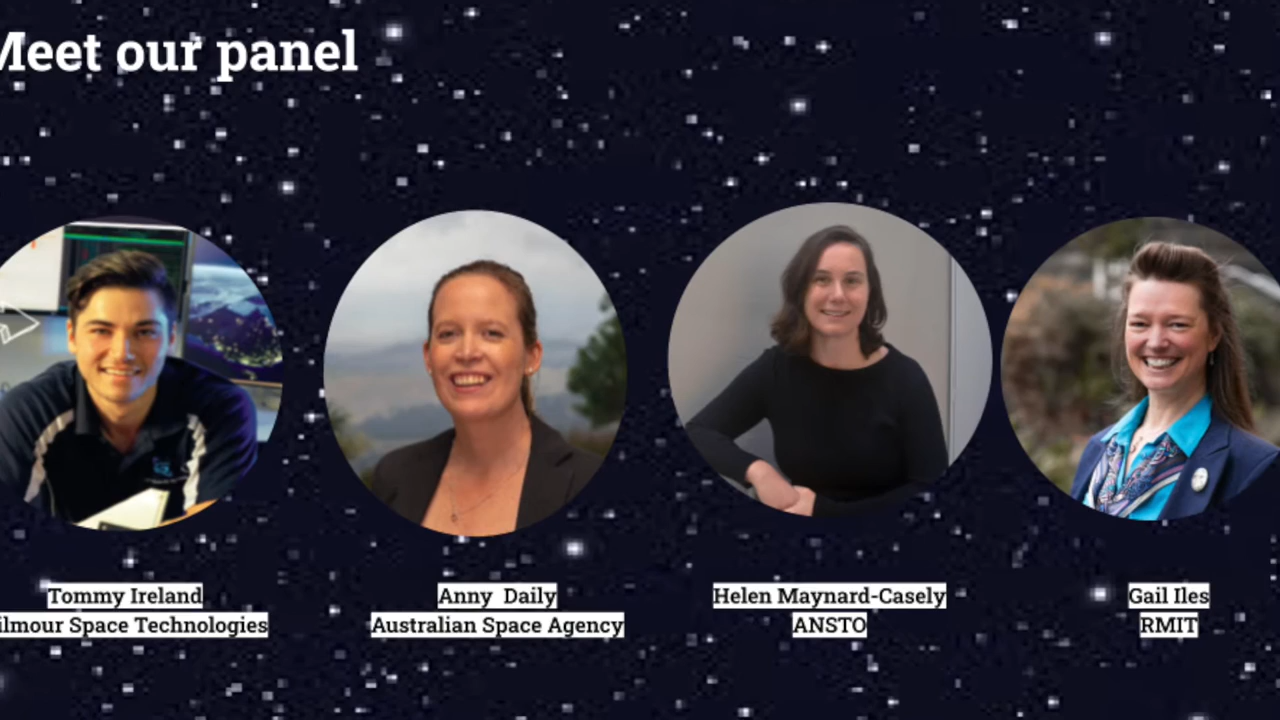 Meet our panel
Tommy Ireland
ilmour Space Technologies
Anny Daily
Australian Space Agency
Helen Maynard-Casely
ANSTO
Gail Iles
RMIT